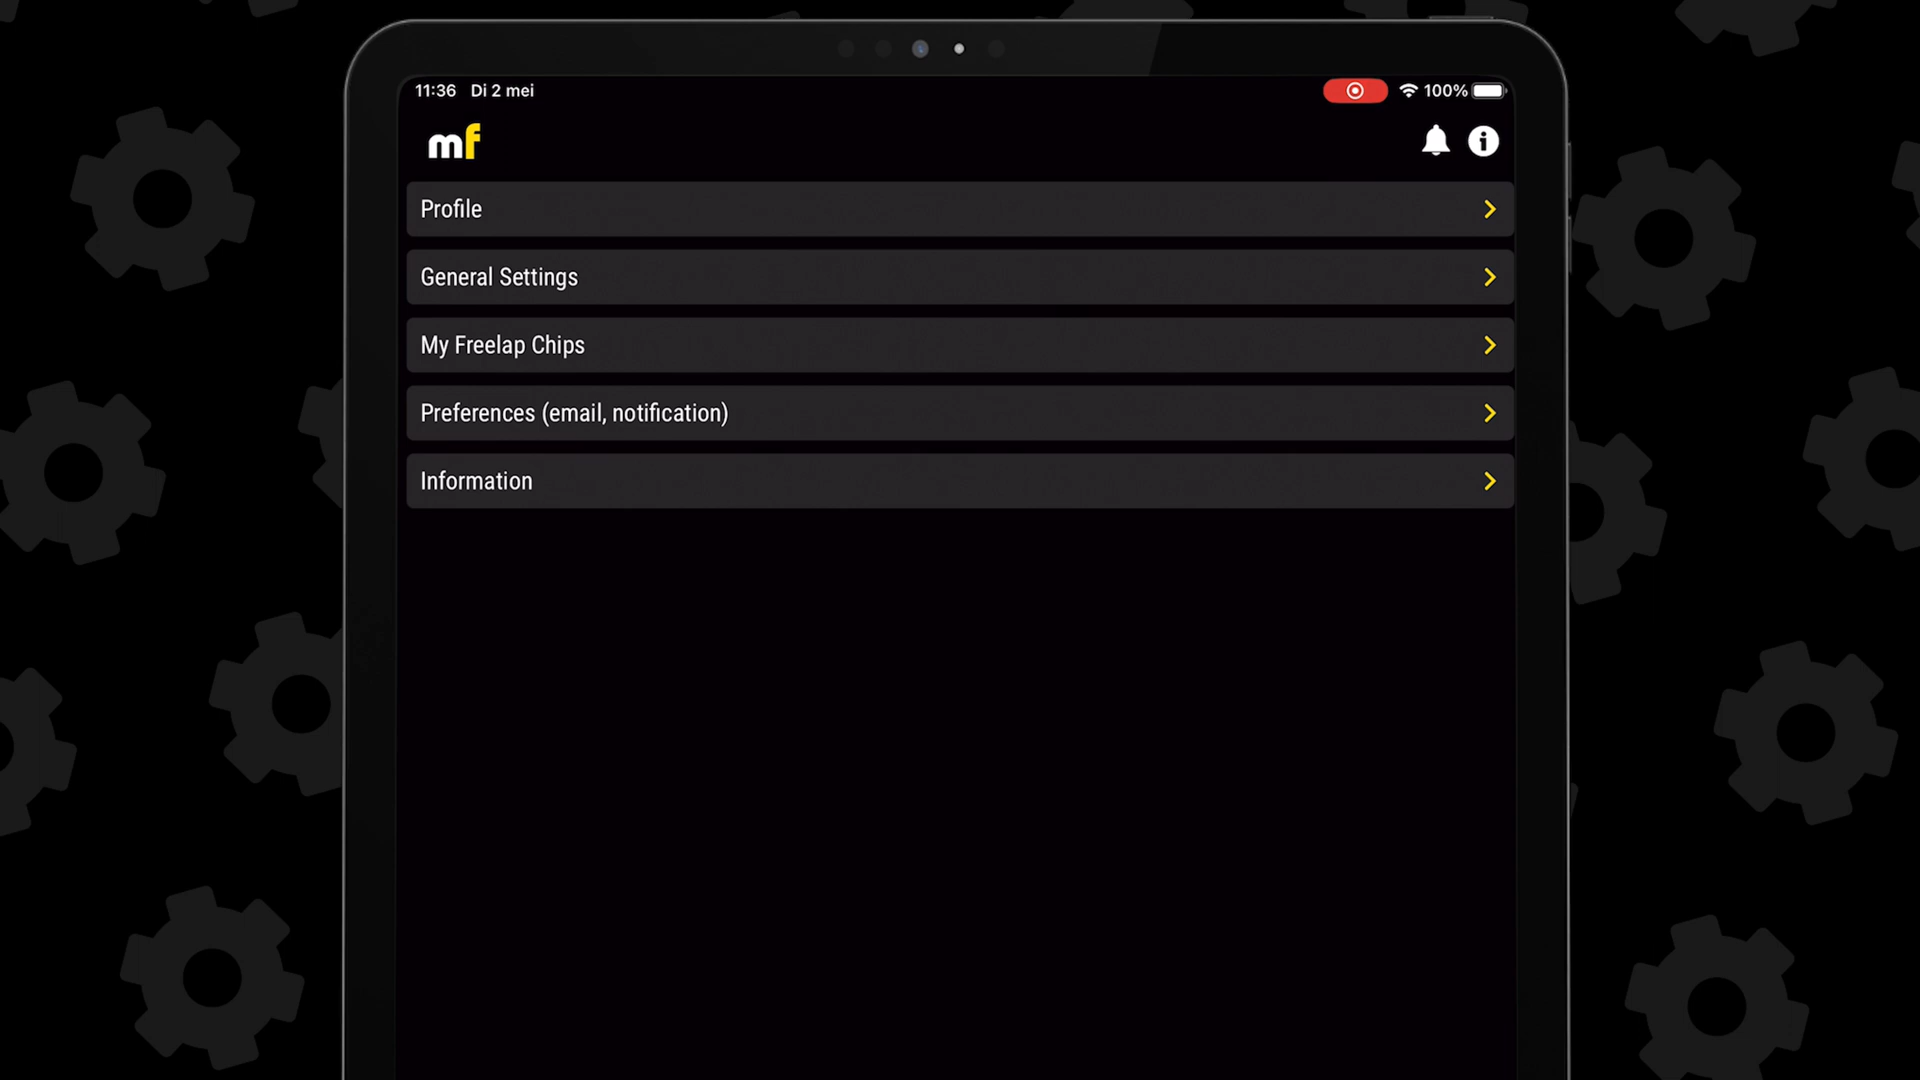 11:36 Di 2 mei 100%
mf
Profile
General Settings
My Freelap Chips
Preferences (email, notification)
Information